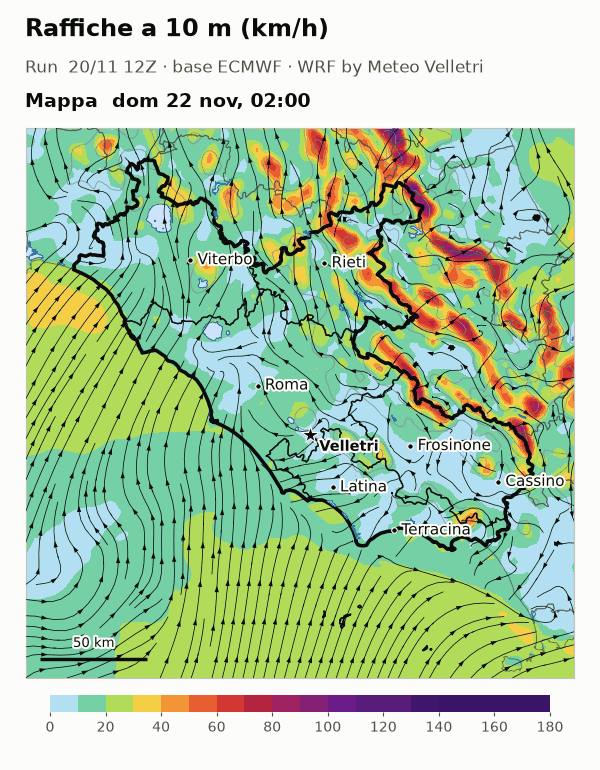 Raffiche a 10 m (km/h)
Run  20/11 12Z · base ECMWF · WRF by Meteo Velletri
Mappa  dom 22 nov, 02:00
Viterbo
Rieti
Roma
Velletri
Frosinone
Latina
Cassino
Terracina
50 km
0 20 40 60 80 100 120 140 160 180